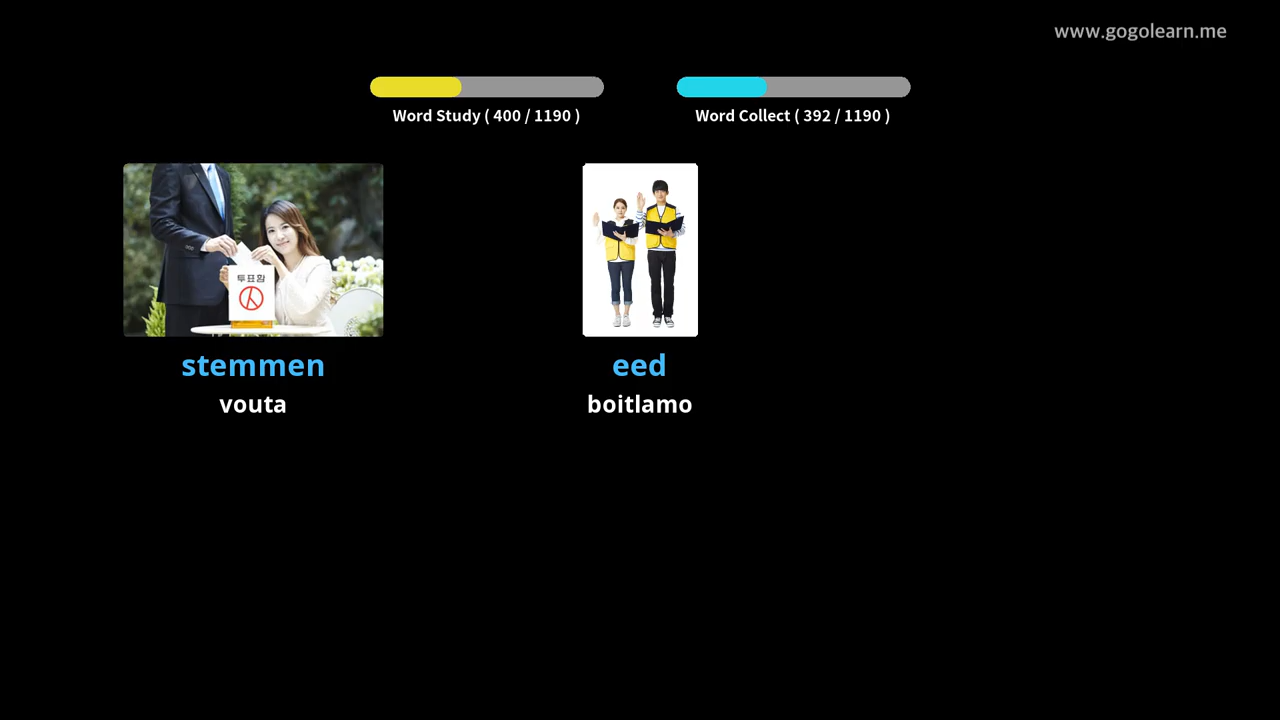 www.gogolearn.me
Word Study ( 400 / 1190 )
Word Collect ( 392 / 1190 )
투표함
stemmen
eed
vouta
boitlamo